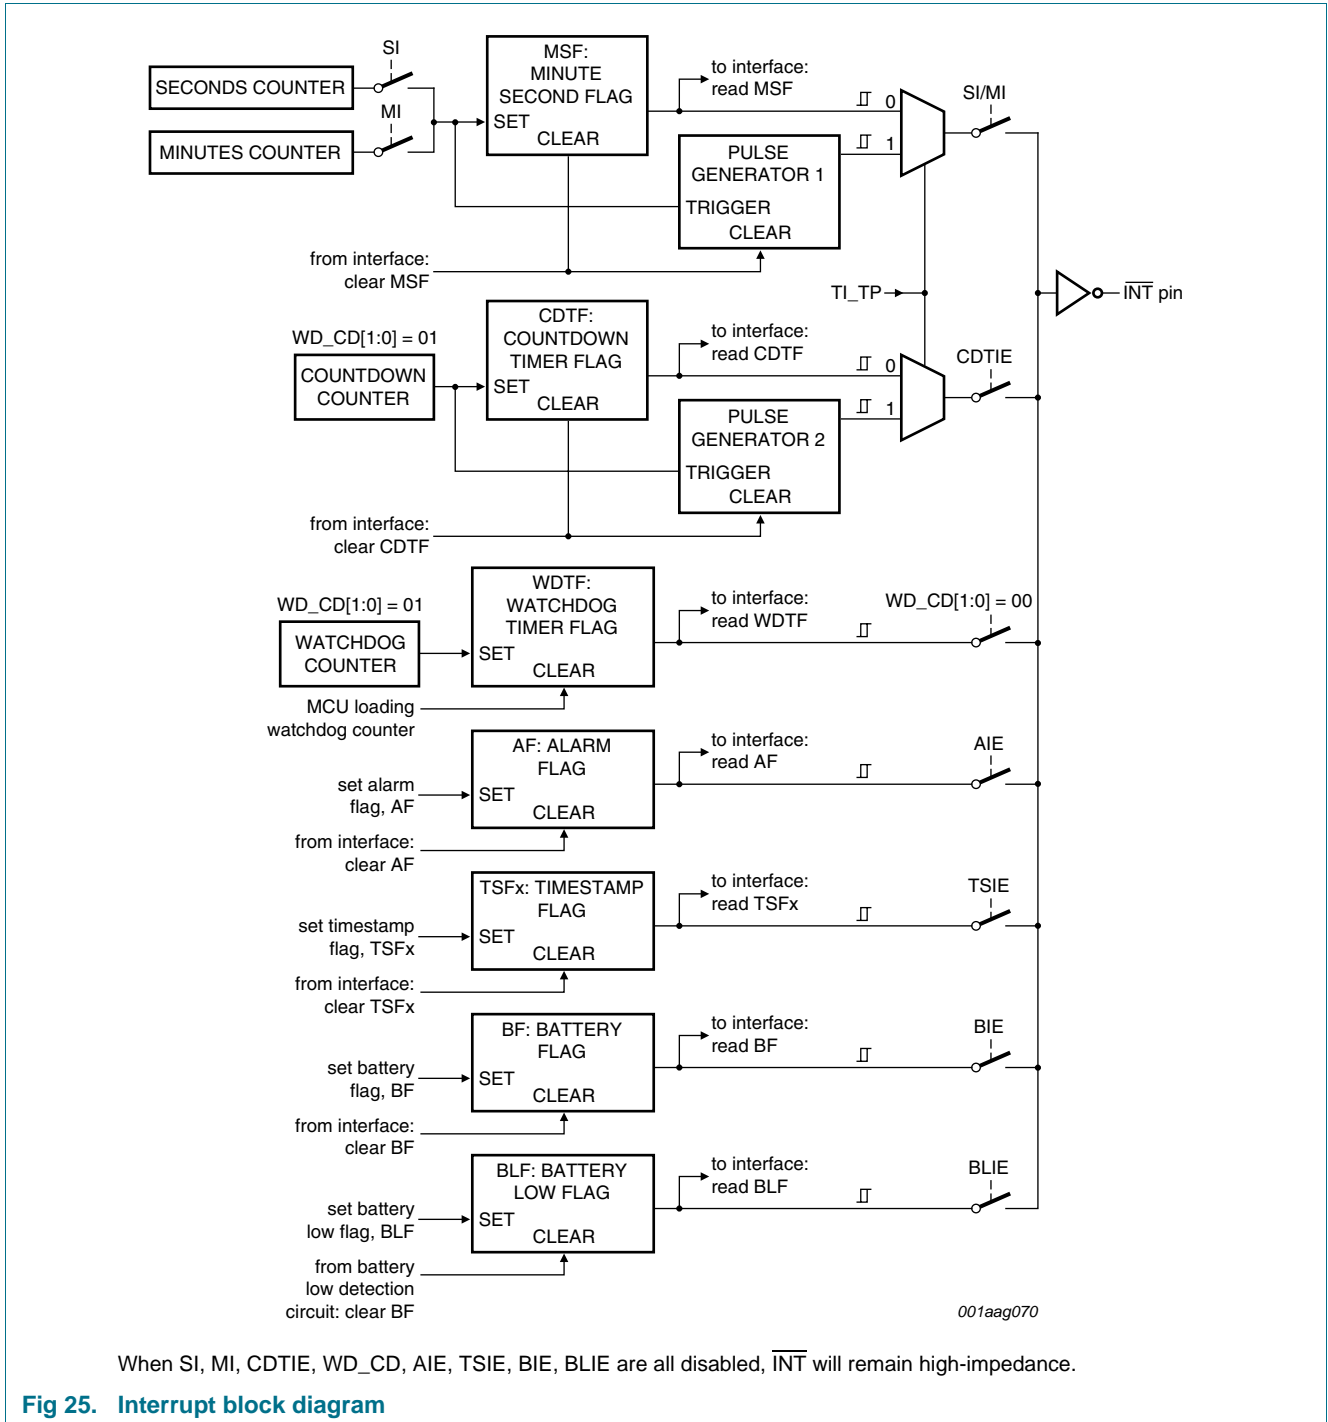 SI
SECONDS COUNTER
MI
MINUTES COUNTER
MSF:
MINUTE
SECOND FLAG
SET
CLEAR
to interface:
read MSF
0
1
SI/MI
PULSE
GENERATOR 1
TRIGGER
CLEAR
from interface:
clear MSF
TI_TP
INT pin
WD_CD[1:0] = 01
COUNTDOWN
COUNTER
CDTF:
COUNTDOWN
TIMER FLAG
SET
CLEAR
to interface:
read CDTF
0
1
CDTIE
PULSE
GENERATOR 2
TRIGGER
CLEAR
from interface:
clear CDTF
WD_CD[1:0] = 01
WATCHDOG
COUNTER
WDTF:
WATCHDOG
TIMER FLAG
SET
CLEAR
to interface:
read WDTF
WD_CD[1:0] = 00
MCU loading
watchdog counter
AF: ALARM
FLAG
SET
CLEAR
to interface:
read AF
AIE
set alarm
flag, AF
from interface:
clear AF
TSFx: TIMESTAMP
FLAG
SET
CLEAR
to interface:
read TSFx
TSIE
set timestamp
flag, TSFx
from interface:
clear TSFx
BF: BATTERY
FLAG
SET
CLEAR
to interface:
read BF
BIE
set battery
flag, BF
from interface:
clear BF
BLF: BATTERY
LOW FLAG
SET
CLEAR
to interface:
read BLF
BLIE
set battery
low flag, BLF
from battery
low detection
circuit: clear BF
001aag070
When SI, MI, CDTIE, WD_CD, AIE, TSIE, BIE, BLIE are all disabled, INT will remain high-impedance.
Fig 25. Interrupt block diagram